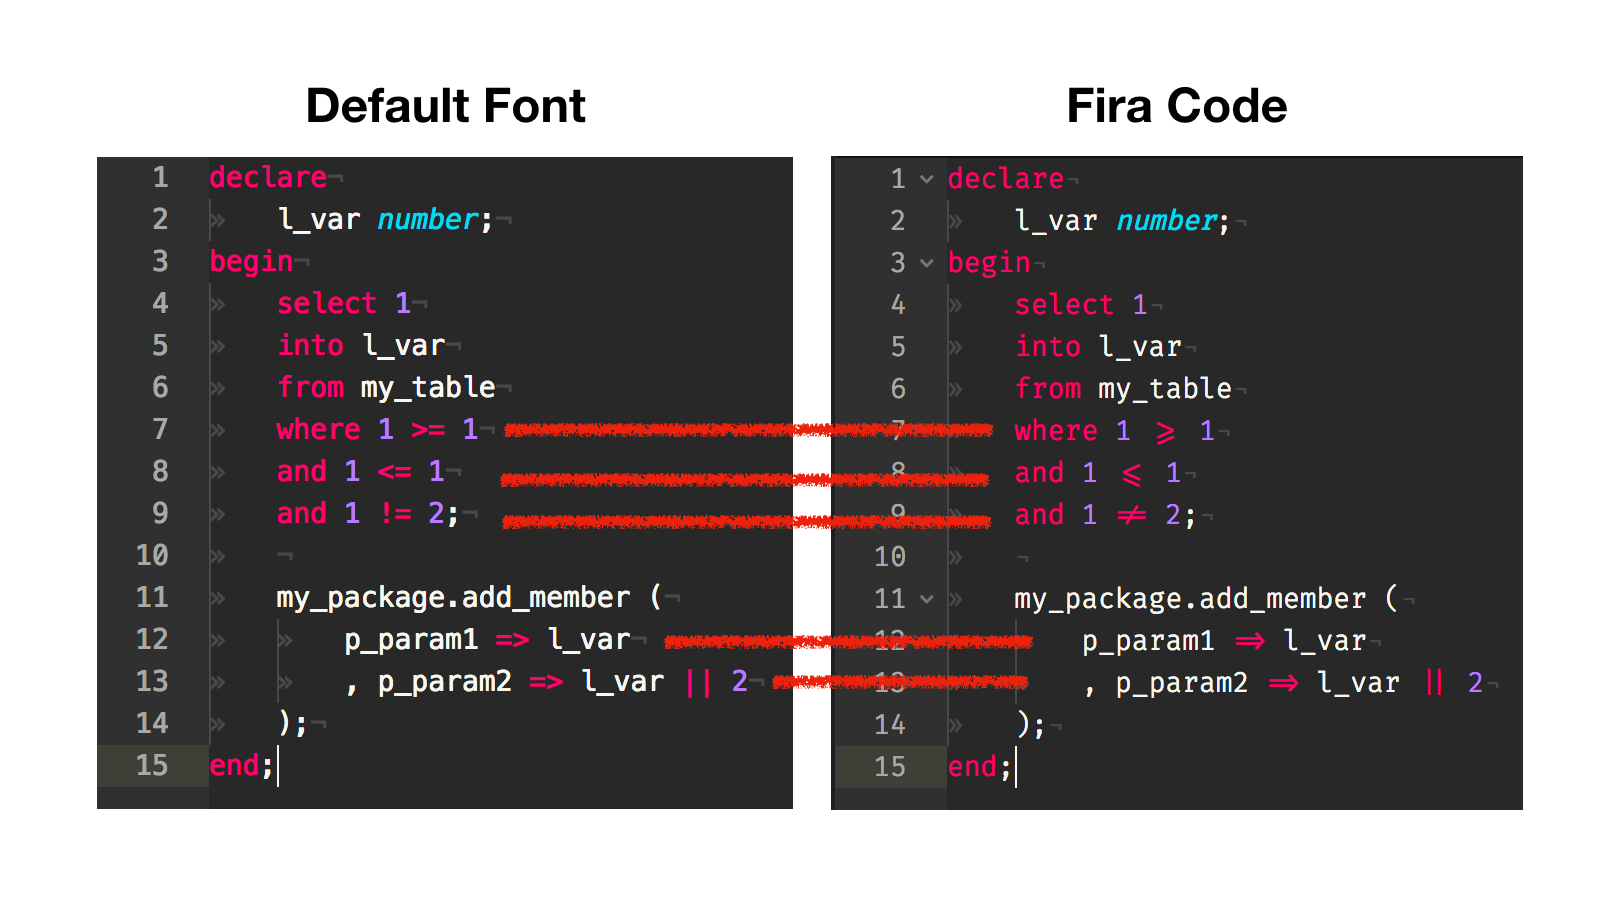 Default Font
1 declare¬
2 » l_var number;¬
3 begin¬
4 » select 1¬
5 » into l_var¬
6 » from my_table¬
7 » where 1 >= 1¬
8 » and 1 <= 1¬
9 » and 1 != 2;¬
10 » ¬
11 » my_package.add_member (¬
12 » » p_param1 => l_var¬
13 » » , p_param2 => l_var || 2¬
14 » );¬
15 end;
Fira Code
1 declare¬
2 » l_var number;¬
3 begin¬
4 » select 1¬
5 » into l_var¬
6 » from my_table¬
7 where 1 ⩾ 1¬
8 » and 1 ⩽ 1¬
9 » and 1 ≠ 2;¬
10 » ¬
11 » my_package.add_member (¬
12 p_param1 ⇒ l_var¬
13 , p_param2 ⇒ l_var || 2¬
14 » );¬
15 end;